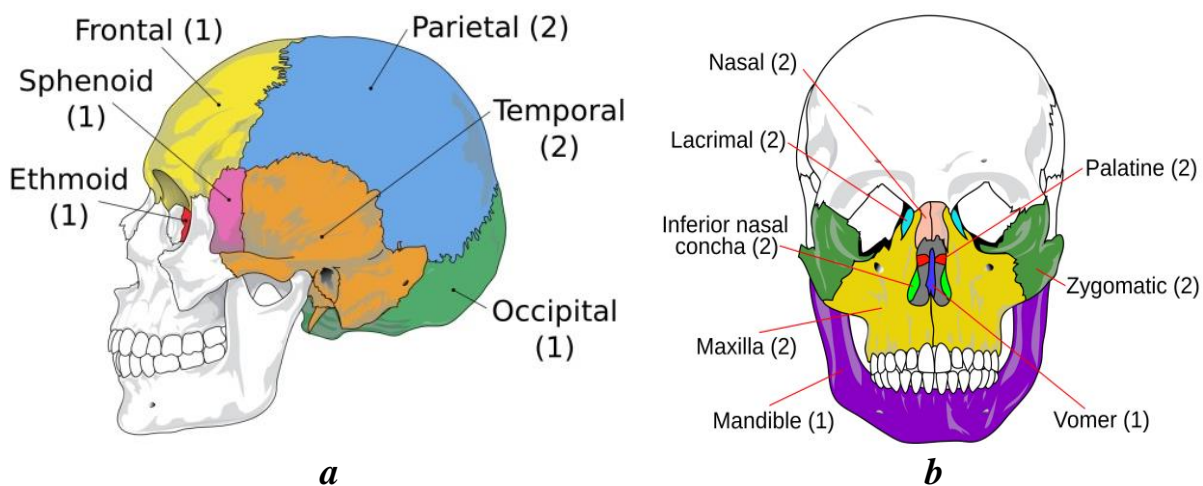 Frontal (1)
Parietal (2)
Sphenoid
(1)
Temporal
(2)
Ethmoid
(1)
Occipital
(1)
a
Nasal (2)
Lacrimal (2)
Palatine (2)
Inferior nasal
concha (2)
Zygomatic (2)
Maxilla (2)
Mandible (1)
Vomer (1)
b